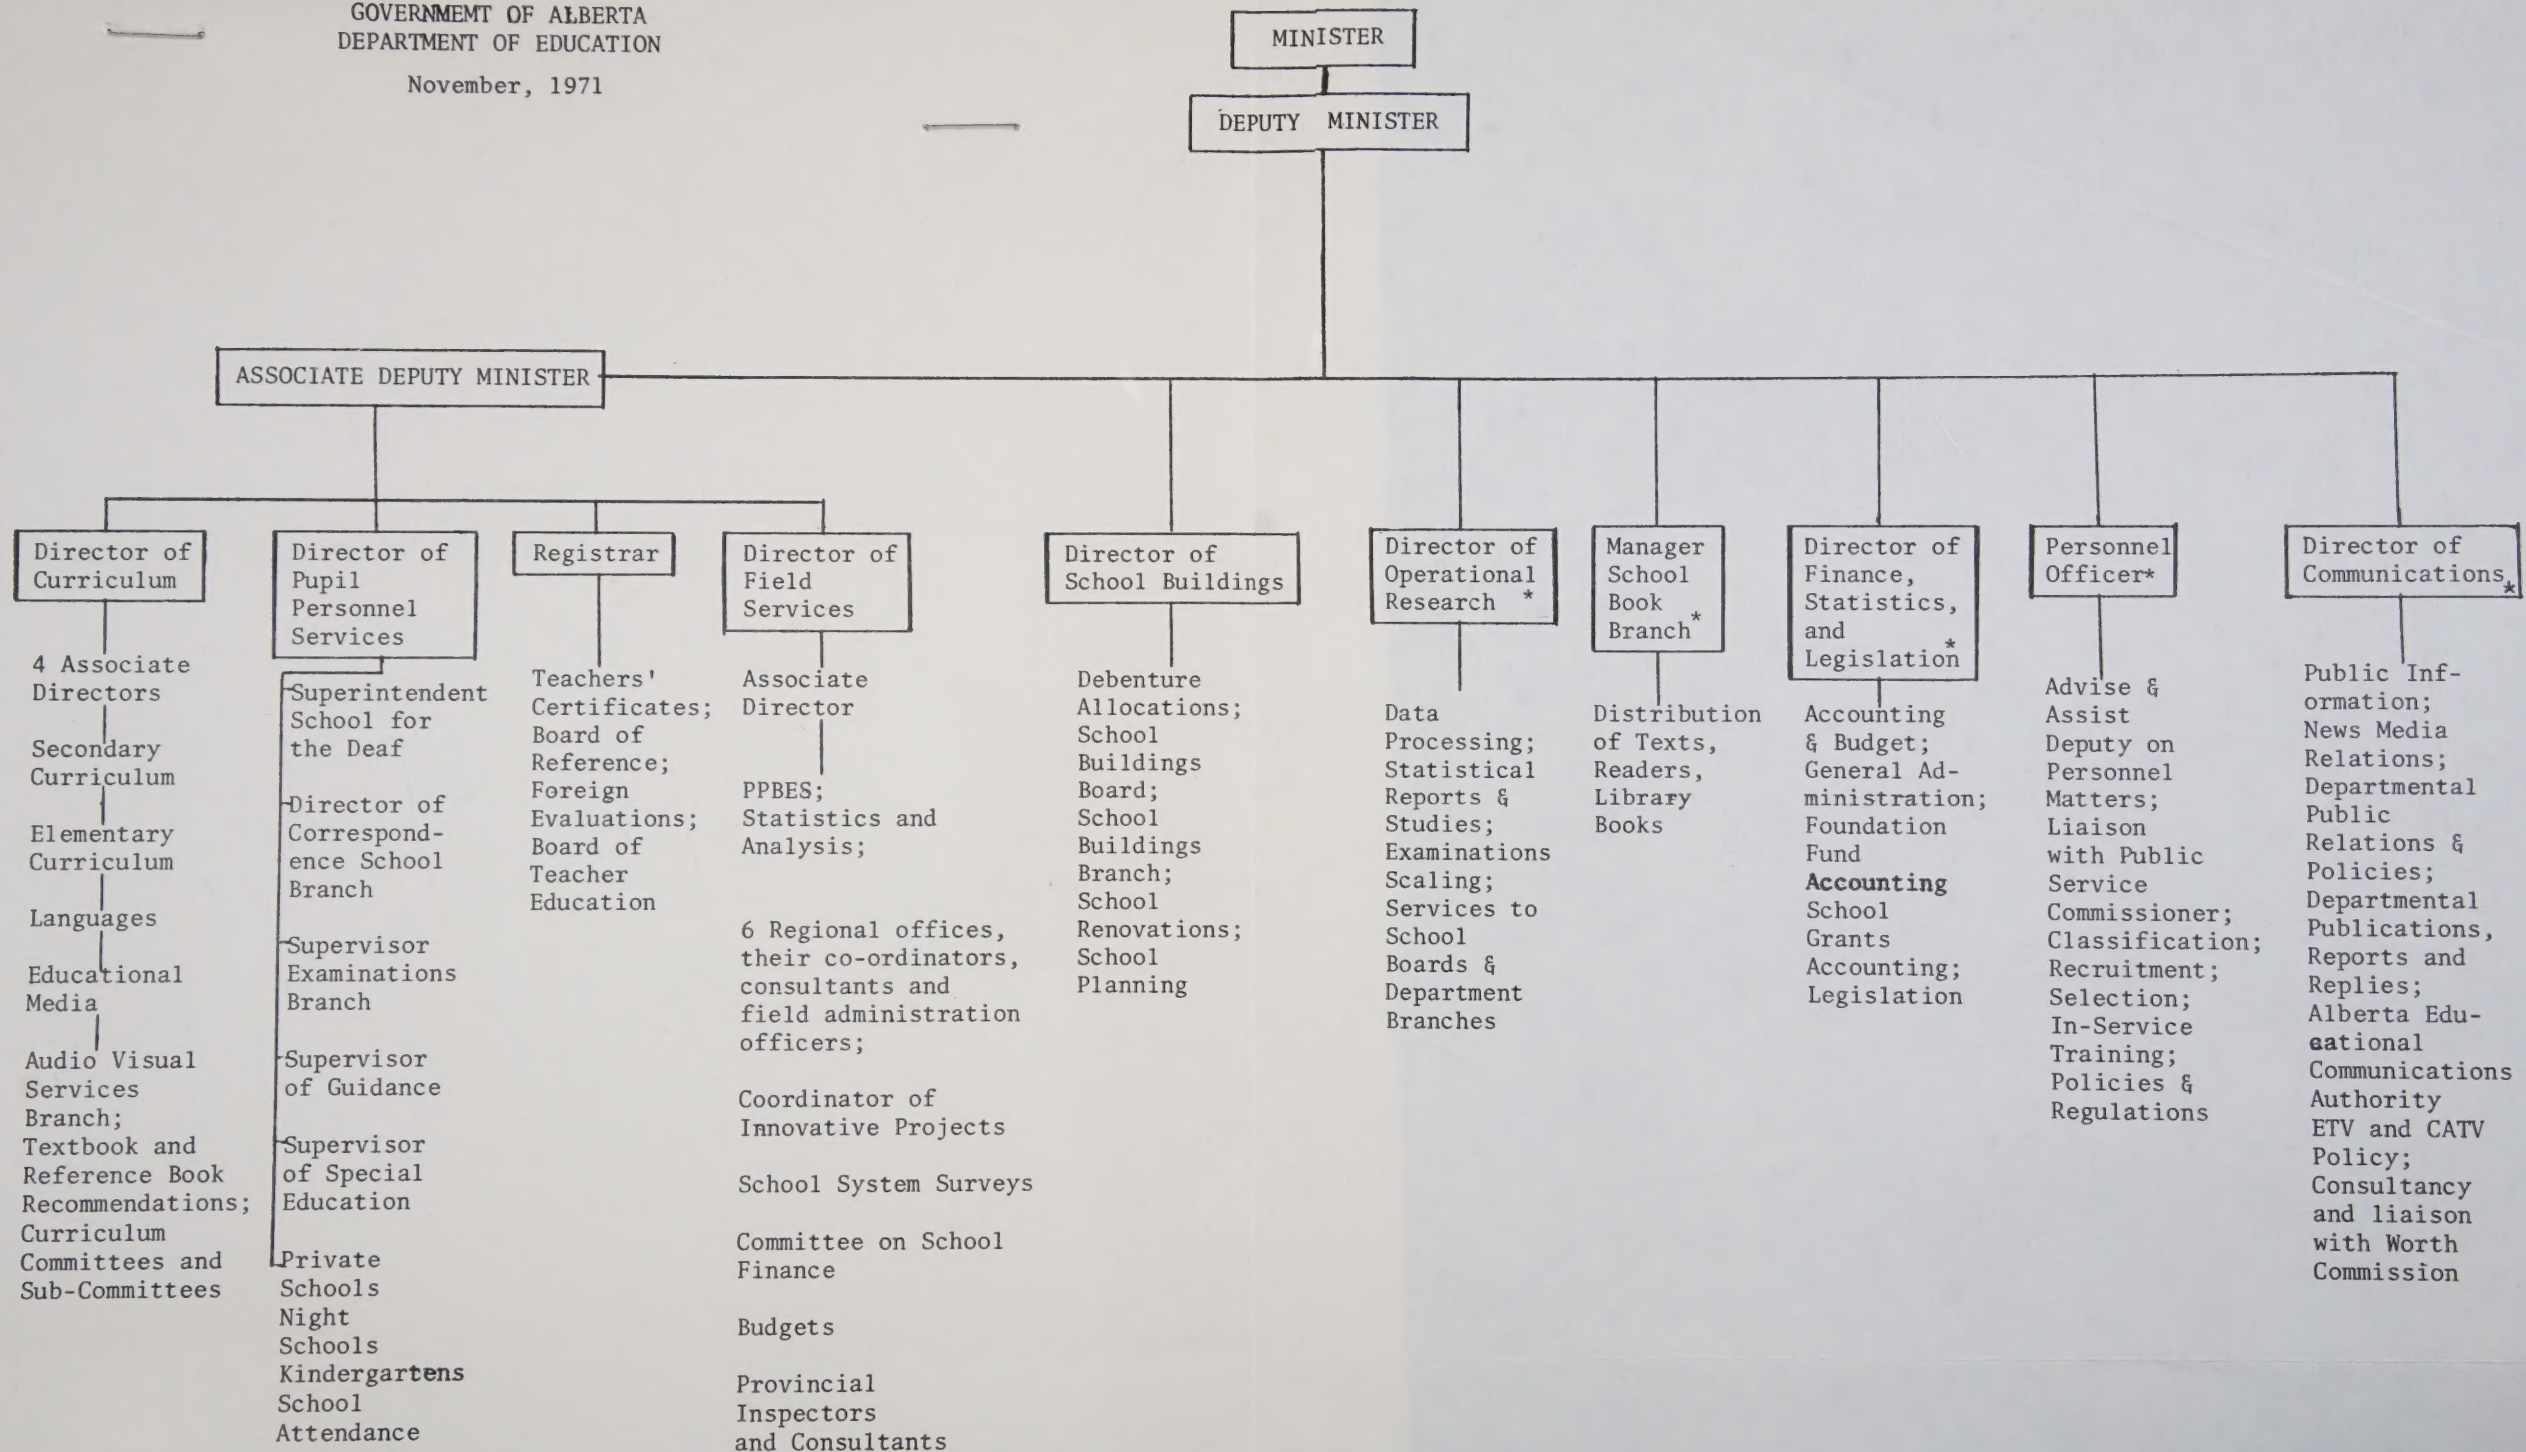 GOVERNMEMT OF ALBERTA
DEPARTMENT OF EDUCATION
November, 1971
MINISTER
DEPUTY MINISTER
ASSOCIATE DEPUTY MINISTER
Director of
Curriculum
4 Associate
Directors
Secondary
Curriculum
Elementary
Curriculum
Languages
Educational
Media
Audio Visual
Services
Branch;
Textbook and
Reference Book
Recommendations;
Curriculum
Committees and
Sub-Committees
Director of
Pupil
Personnel
Services
Superintendent
School for
the Deaf
Director of
Correspond-
ence School
Branch
Supervisor
Examinations
Branch
Supervisor
of Guidance
Supervisor
of Special
Education
Private
Schools
Night
Schools
Kindergartens
School
Attendance
Registrar
Teachers'
Certificates;
Board of
Reference;
Foreign
Evaluations;
Board of
Teacher
Education
Director of
Field
Services
Associate
Director
PPBES;
Statistics and
Analysis;
6 Regional offices,
their co-ordinators,
consultants and
field administration
officers;
Coordinator of
Innovative Projects
School System Surveys
Committee on School
Finance
Budgets
Provincial
Inspectors
and Consultants
Director of
School Buildings
Debenture
Allocations;
School
Buildings
Board;
School
Buildings
Branch;
School
Renovations;
School
Planning
Director of
Operational
Research *
Data
Processing;
Statistical
Reports &
Studies;
Examinations
Scaling;
Services to
School
Boards &
Department
Branches
Manager
School
Book
Branch*
Distribution
of Texts,
Readers,
Library
Books
Director of
Finance,
Statistics,
and
Legislation*
Accounting
& Budget;
General Ad-
ministration;
Foundation
Fund
Accounting
School
Grants
Accounting;
Legislation
Personnel
Officer*
Advise &
Assist
Deputy on
Personnel
Matters;
Liaison
with Public
Service
Commissioner;
Classification;
Recruitment;
Selection;
In-Service
Training;
Policies &
Regulations
Director of
Communications*
Public Inf-
ormation;
News Media
Relations;
Departmental
Public
Relations &
Policies;
Departmental
Publications,
Reports and
Replies;
Alberta Edu-
cational
Communications
Authority
ETV and CATV
Policy;
Consultancy
and liaison
with Worth
Commission